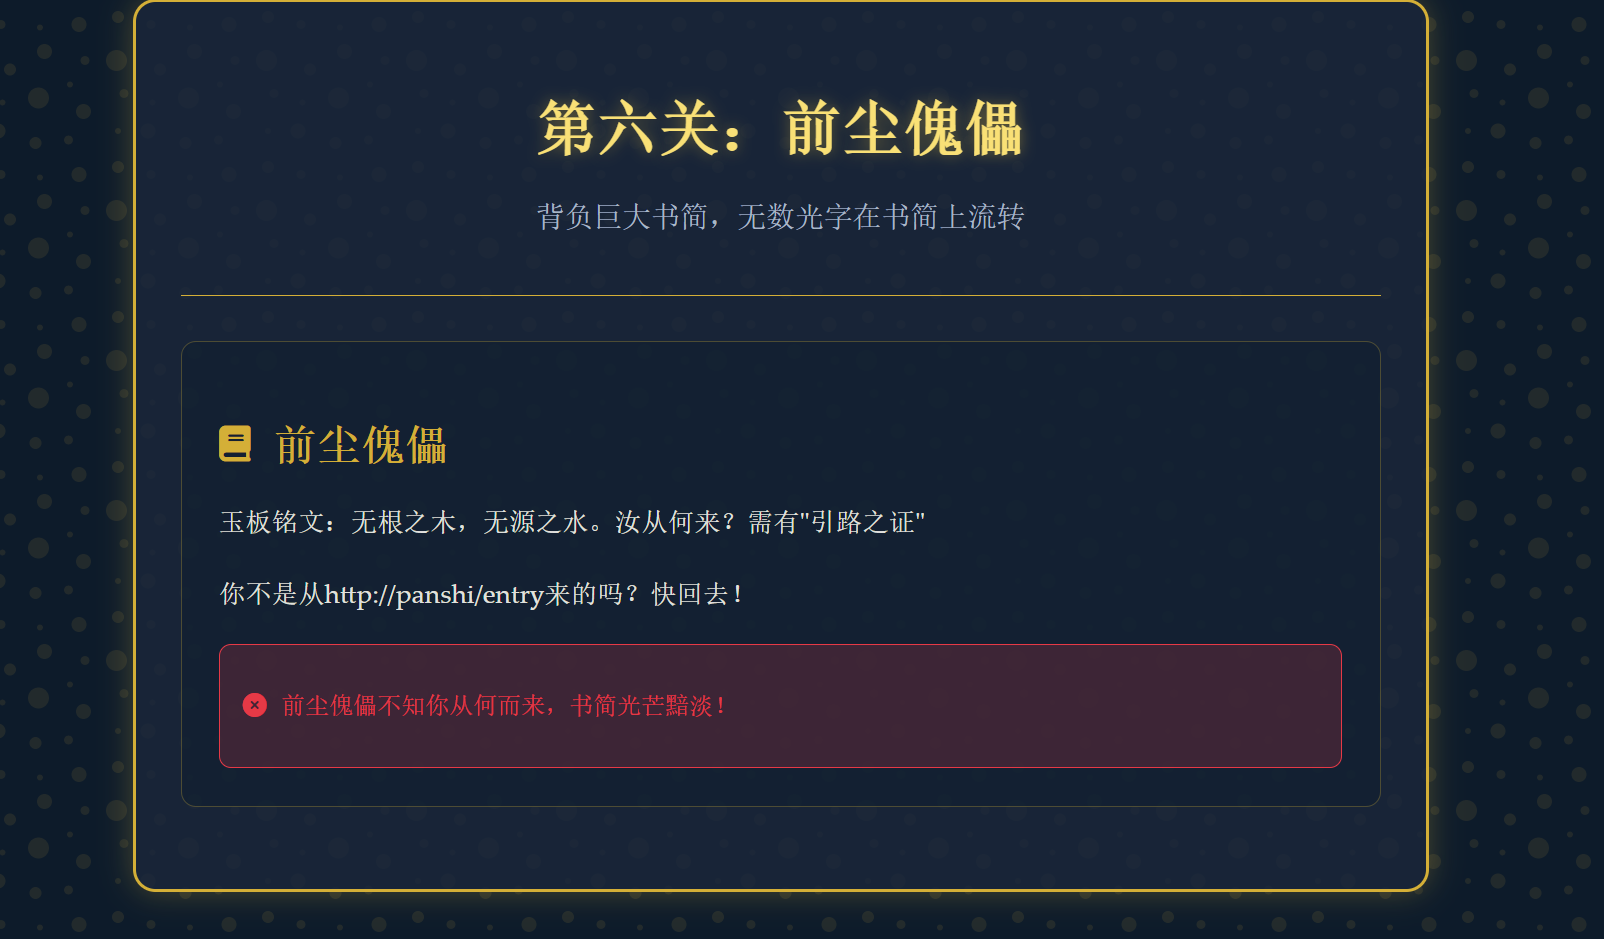 第六关：前尘傀儡
背负巨大书简，无数光字在书简上流转
前尘傀儡
玉板铭文：无根之木，无源之水。汝从何来？需有"引路之证"
你不是从http://panshi/entry来的吗？快回去！
前尘傀儡不知你从何而来，书简光芒黯淡！